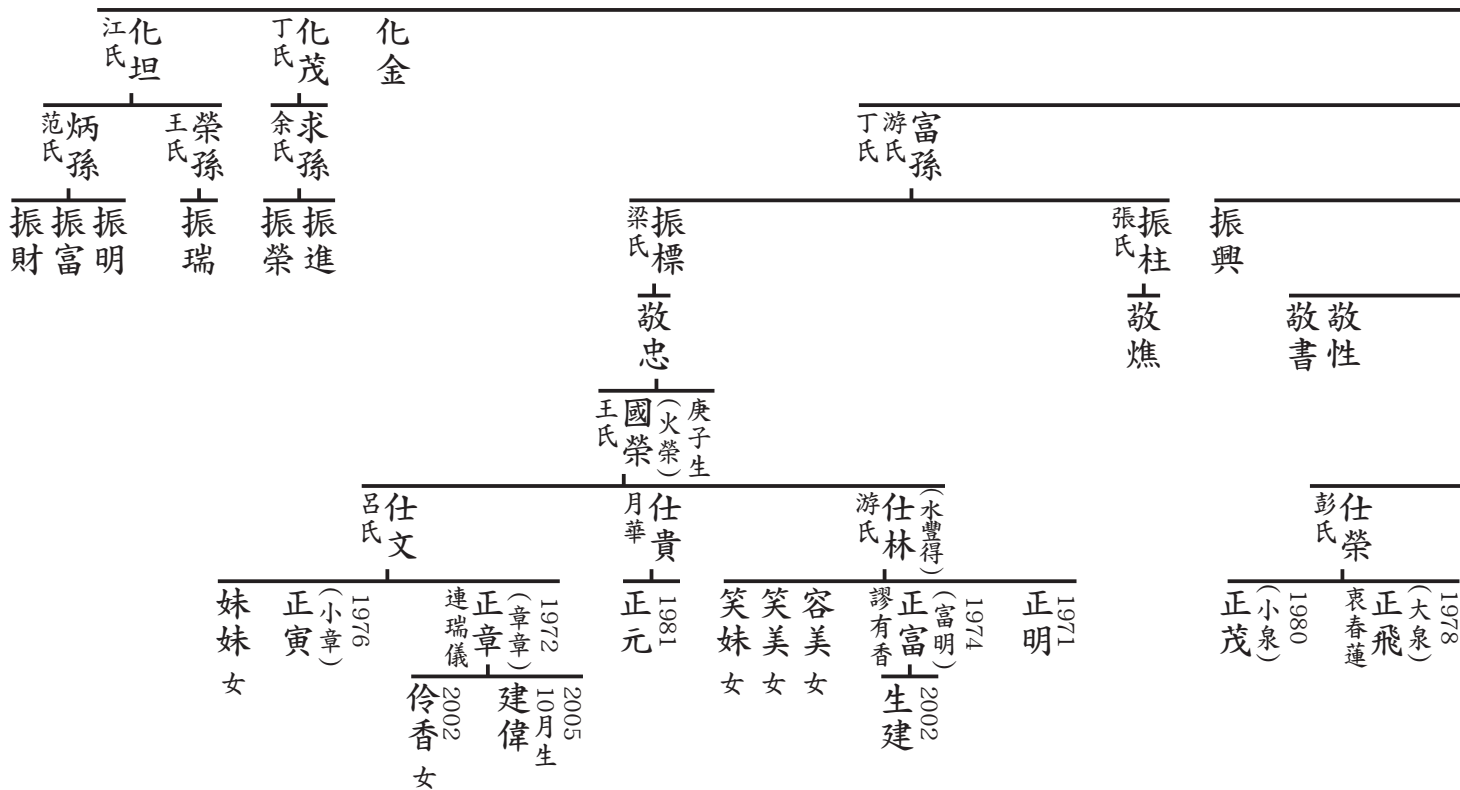 化金
化茂
丁氏
化坦
江氏
富孫
游氏
丁氏
求孫
余氏
榮孫
王氏
炳孫
范氏
振興
振柱
張氏
振標
梁氏
振進
振榮
振瑞
振明
振富
振財
敬性
敬書
敬燋
敬忠
庚子生
(火榮)
國榮
王氏
仕榮
彭氏
(水豐得)
仕林
游氏
仕貴
月華
仕文
呂氏
1978
(大泉)
正飛
衷春蓮
1980
(小泉)
正茂
1971
正明
1974
(富明)
正富
謬有香
容美 女
笑美 女
笑妹 女
1981
正元
1972
(章章)
正章
連瑞儀
1976
(小章)
正寅
妹妹 女
2002
生建
2005
10月生
建偉
2002
伶香 女